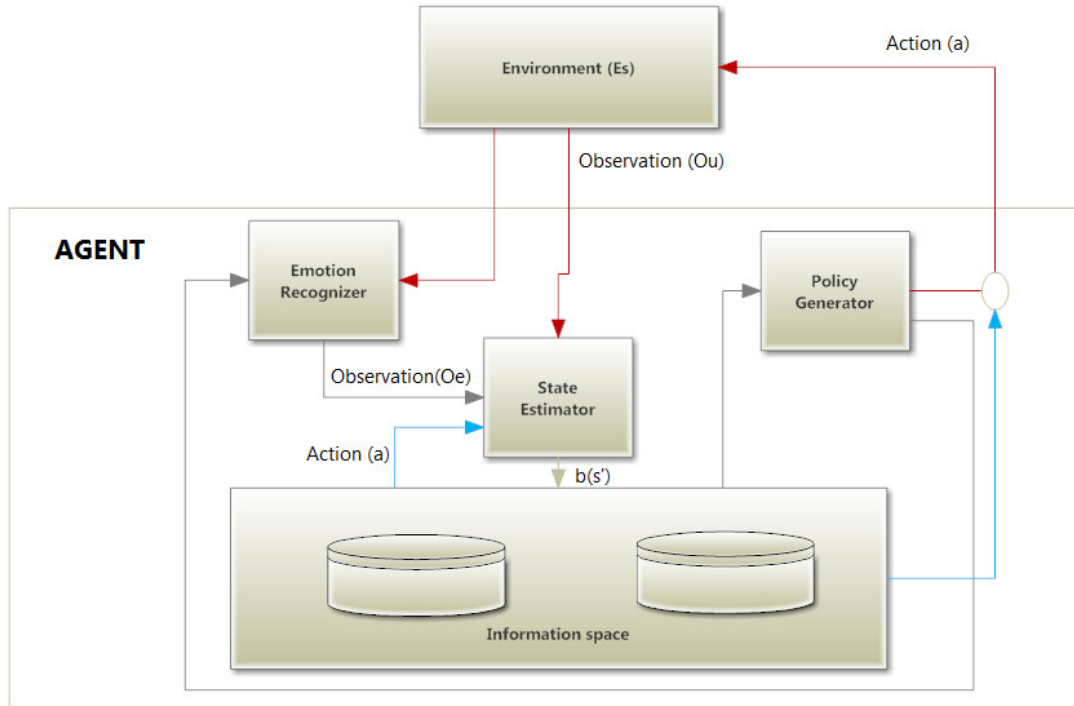 Environment (Es)
Action (a)
Observation (Ou)
AGENT
Emotion
Recognizer
Policy
Generator
Observation(Oe)
State
Estimator
Action (a)
b(s')
Information space